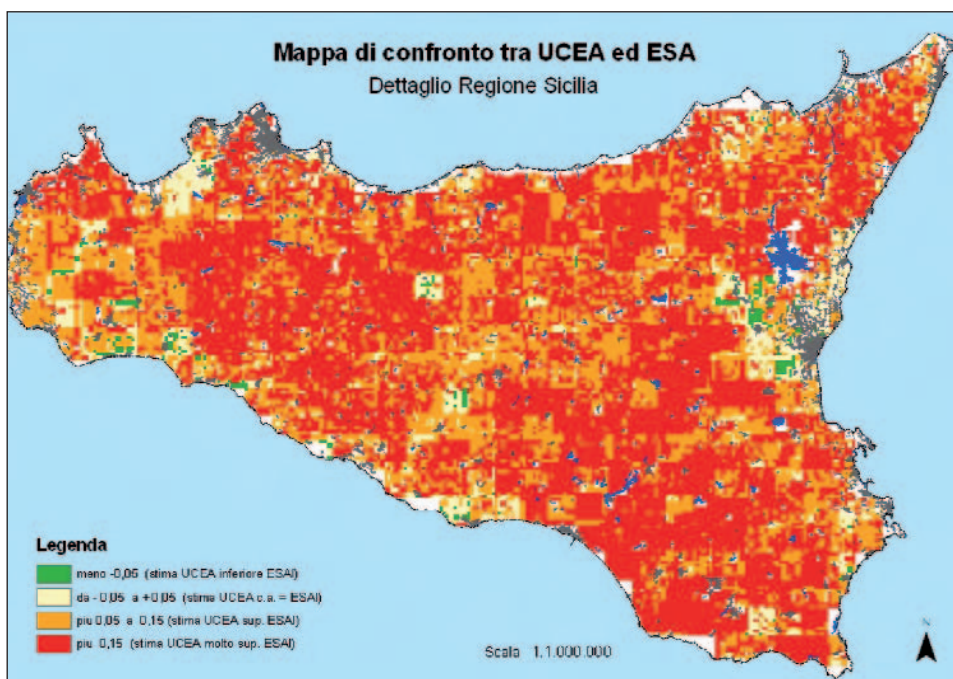 Mappa di confronto tra UCEA ed ESA
Dettaglio Regione Sicilia
Legenda
meno -0,05 (stima UCEA inferiore ESAI)
da - 0,05 a +0,05 (stima UCEA c.a. = ESAI)
piu 0,05 a 0,15 (stima UCEA sup. ESAI)
piu 0,15 (stima UCEA molto sup. ESAI)
Scala 1.1.000.000
N